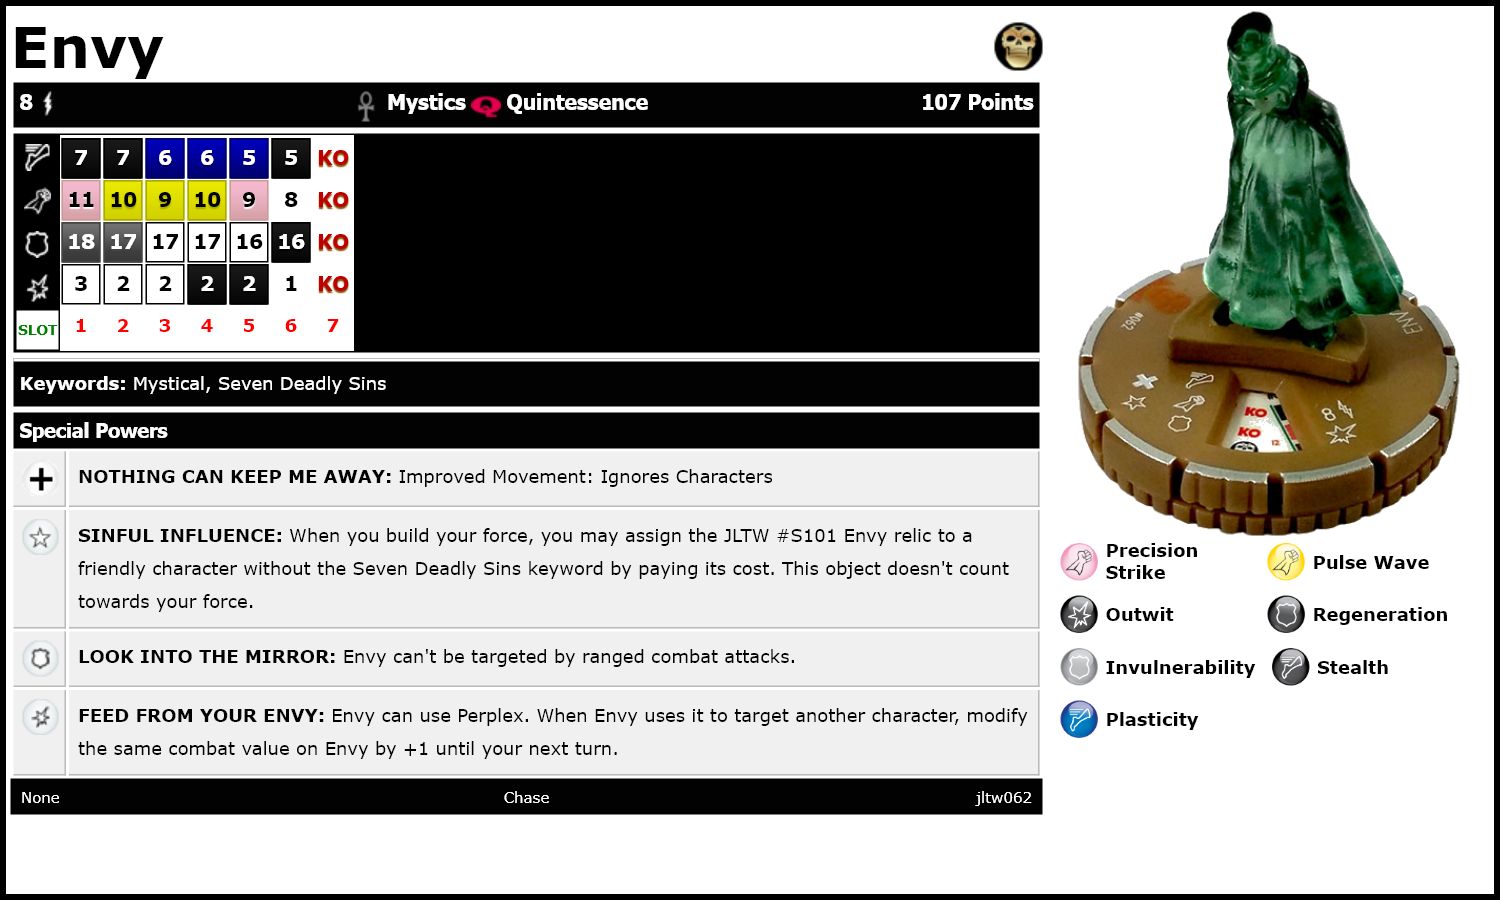 Envy
8 Mystics Quintessence 107 Points
7 7 6 6 5 5 KO
11 10 9 10 9 8 KO
18 17 17 17 16 16 KO
3 2 2 2 2 1 KO
SLOT 1 2 3 4 5 6 7
Keywords: Mystical, Seven Deadly Sins
Special Powers
NOTHING CAN KEEP ME AWAY: Improved Movement: Ignores Characters
SINFUL INFLUENCE: When you build your force, you may assign the JLTW #S101 Envy relic to a
friendly character without the Seven Deadly Sins keyword by paying its cost. This object doesn't count
towards your force.
LOOK INTO THE MIRROR: Envy can't be targeted by ranged combat attacks.
FEED FROM YOUR ENVY: Envy can use Perplex. When Envy uses it to target another character, modify
the same combat value on Envy by +1 until your next turn.
None Chase jltw062
#062
ENVY
KO
KO
12
8
Precision
Strike
Pulse Wave
Outwit
Regeneration
Invulnerability
Stealth
Plasticity